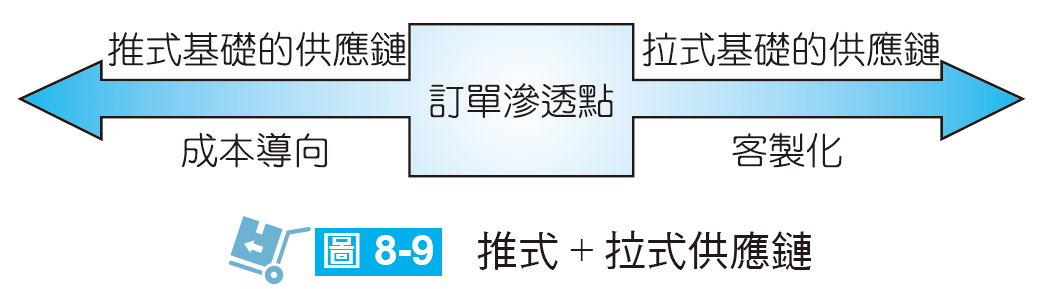 推式基礎的供應鏈
拉式基礎的供應鏈
訂單滲透點
成本導向
客製化
圖 8-9 推式 + 拉式供應鏈